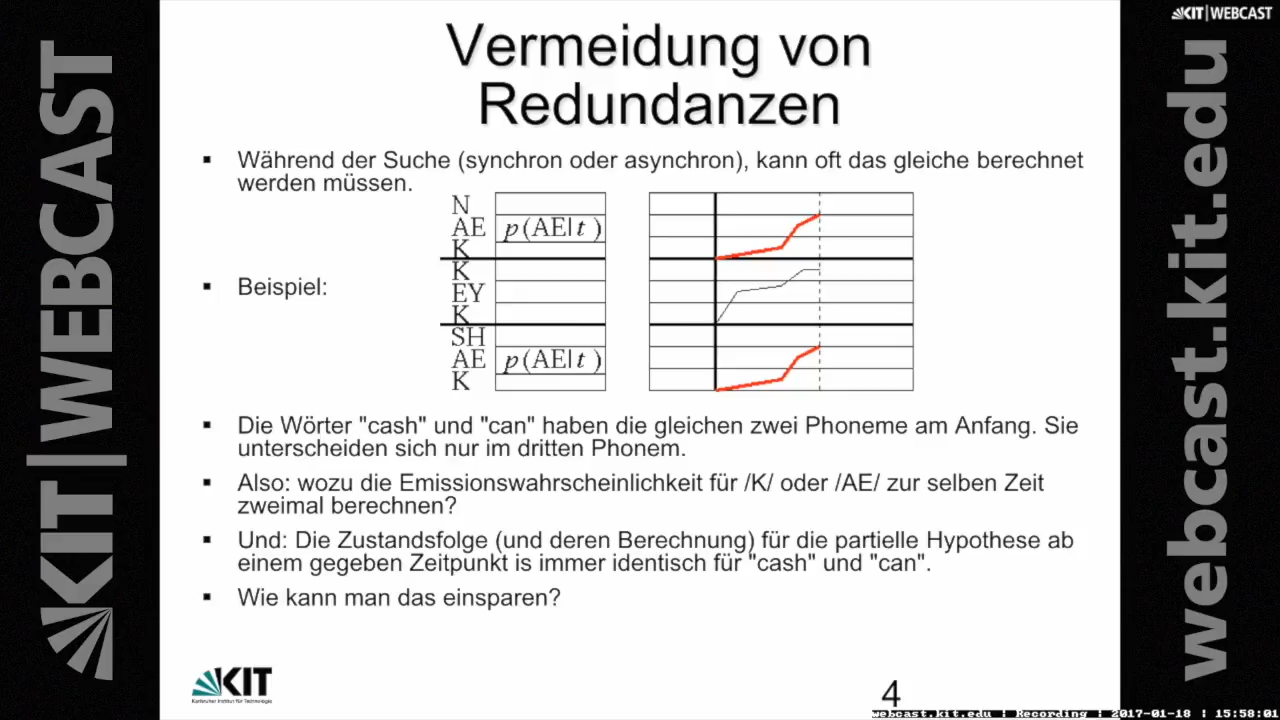 KIT|WEBCAST
KIT|WEBCAST
webcast.kit.edu
Vermeidung von
Redundanzen
▪ Während der Suche (synchron oder asynchron), kann oft das gleiche berechnet
werden müssen.
N
AE p(AE|t)
K
K
▪ Beispiel:
EY
K
SH
AE p(AE|t)
K
▪ Die Wörter "cash" und "can" haben die gleichen zwei Phoneme am Anfang. Sie
unterscheiden sich nur im dritten Phonem.
▪ Also: wozu die Emissionswahrscheinlichkeit für /K/ oder /AE/ zur selben Zeit
zweimal berechnen?
▪ Und: Die Zustandsfolge (und deren Berechnung) für die partielle Hypothese ab
einem gegeben Zeitpunkt is immer identisch für "cash" und "can".
▪ Wie kann man das einsparen?
KIT
Karlsruher Institut für Technologie
4
webcast.kit.edu | Recording | 2017-01-18 | 15:58:01